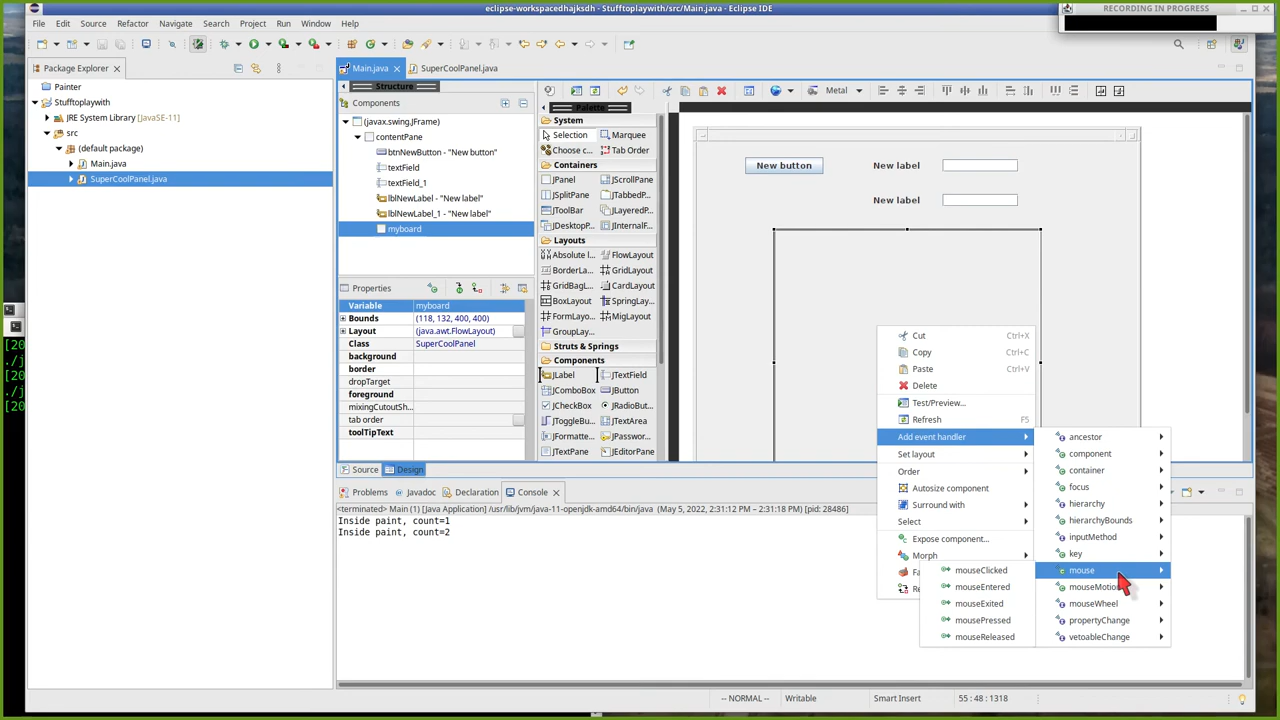 eclipse-workspacedhajksdh - Stufftoplaywith/src/Main.java - Eclipse IDE
RECORDING IN PROGRESS
File Edit Source Refactor Navigate Search Project Run Window Help
Package Explorer
Painter
Stufftoplaywith
JRE System Library [JavaSE-11]
src
(default package)
Main.java
SuperCoolPanel.java
Main.java
SuperCoolPanel.java
Structure
Components
(javax.swing.JFrame)
contentPane
btnNewButton - "New button"
textField
textField_1
lblNewLabel - "New label"
lblNewLabel_1 - "New label"
myboard
Properties
Variable myboard
Bounds (118, 132, 400, 400)
Layout (java.awt.FlowLayout)
Class SuperCoolPanel
background
border
dropTarget
foreground
mixingCutoutSh...
tab order
toolTipText
Palette
System
Selection Marquee
Choose c... Tab Order
Containers
JPanel JScrollPane
JSplitPane JTabbedP...
JToolBar JLayeredP...
JDesktopP... JInternalF...
Layouts
Absolute l... FlowLayout
BorderLa... GridLayout
GridBagL... CardLayout
BoxLayout SpringLay...
FormLayo... MigLayout
GroupLay...
Struts & Springs
Components
JLabel JTextField
JComboBox JButton
JCheckBox JRadioBut...
JToggleBu... JTextArea
JFormatte... JPasswor...
JTextPane JEditorPane
Metal
New button
New label
New label
Cut Ctrl+X
Copy Ctrl+C
Paste Ctrl+V
Delete
Test/Preview...
Refresh F5
Add event handler
Set layout
Order
Autosize component
Surround with
Select
Expose component...
Morph
Fa
Re
ancestor
component
container
focus
hierarchy
hierarchyBounds
inputMethod
key
mouse
mouseMotion
mouseWheel
propertyChange
vetoableChange
mouseClicked
mouseEntered
mouseExited
mousePressed
mouseReleased
Source Design
Problems Javadoc Declaration Console
<terminated> Main (1) [Java Application] /usr/lib/jvm/java-11-openjdk-amd64/bin/java (May 5, 2022, 2:31:12 PM – 2:31:18 PM) [pid: 28486]
Inside paint, count=1
Inside paint, count=2
[20
./j
[20
./j
[20
-- NORMAL -- Writable Smart Insert 55 : 48 : 1318